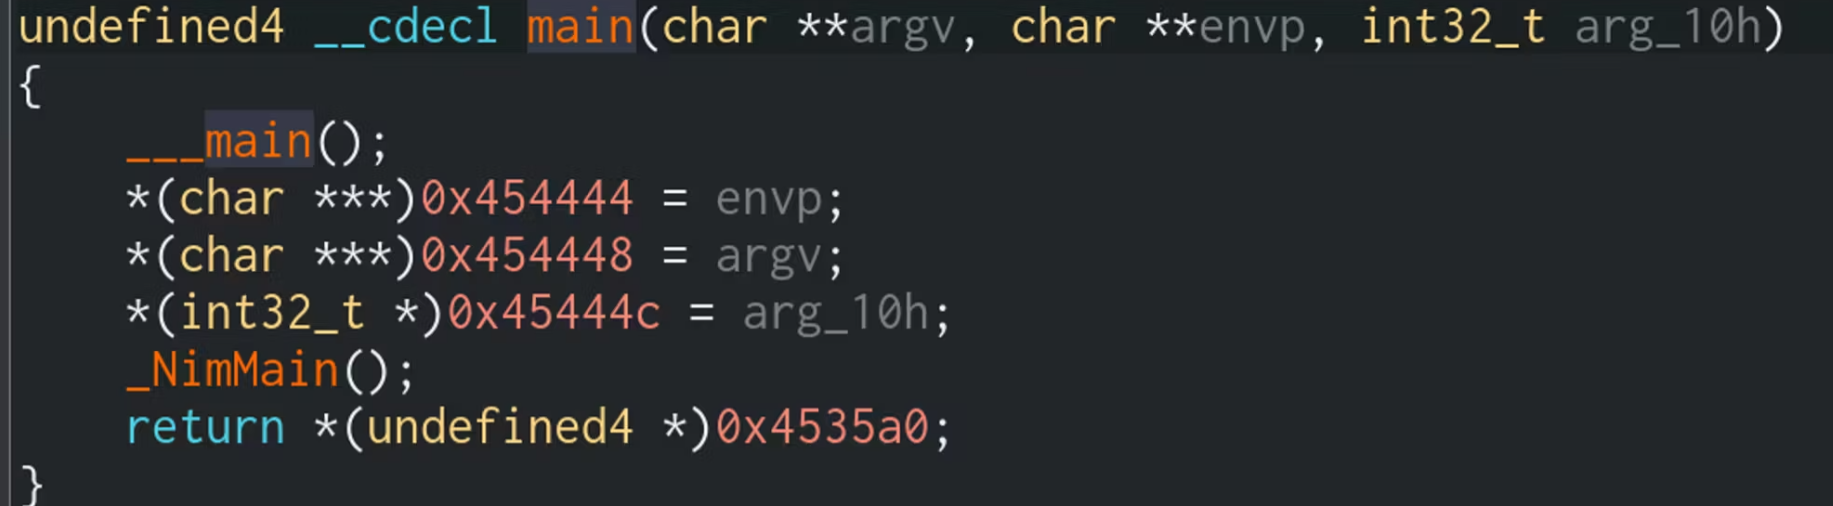 undefined4 __cdecl main(char **argv, char **envp, int32_t arg_10h)
{
    ___main();
    *(char ***)0x454444 = envp;
    *(char ***)0x454448 = argv;
    *(int32_t *)0x45444c = arg_10h;
    _NimMain();
    return *(undefined4 *)0x4535a0;
}